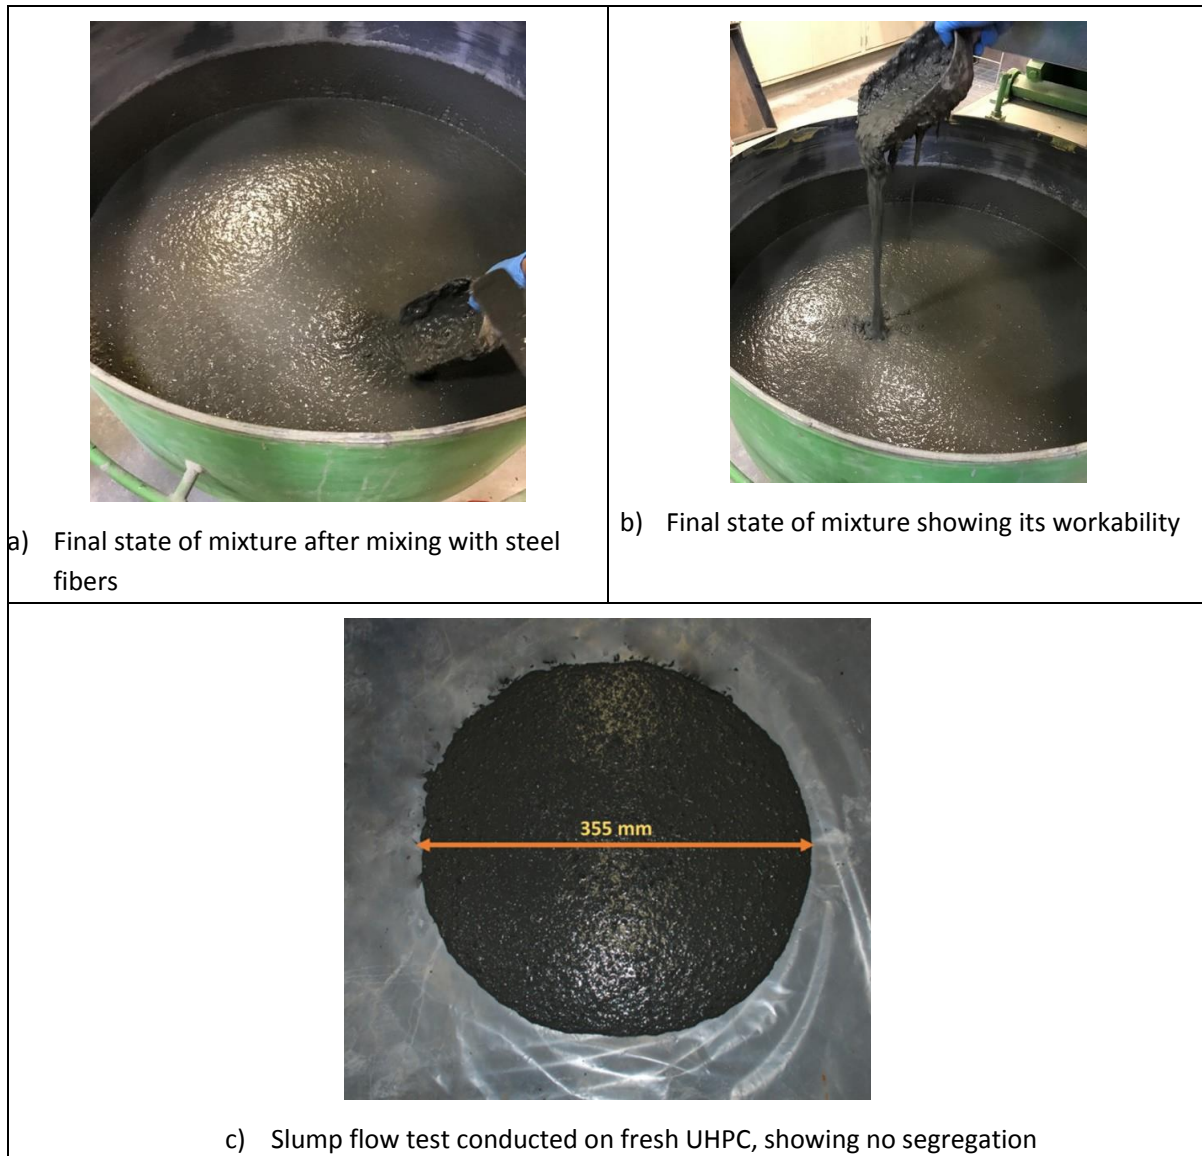 a) Final state of mixture after mixing with steel
fibers
b) Final state of mixture showing its workability
355 mm
c) Slump flow test conducted on fresh UHPC, showing no segregation